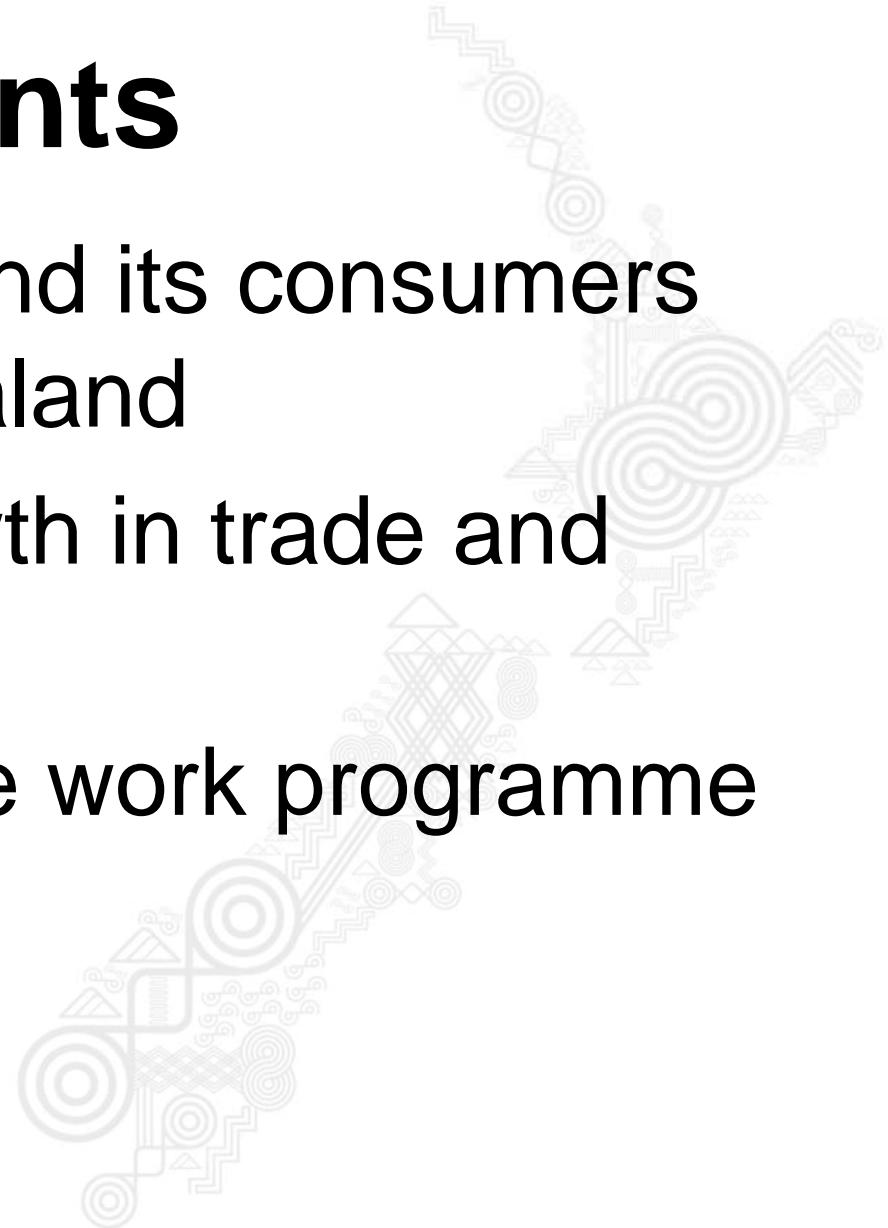 nts
nd its consumers
aland
th in trade and
e work programme